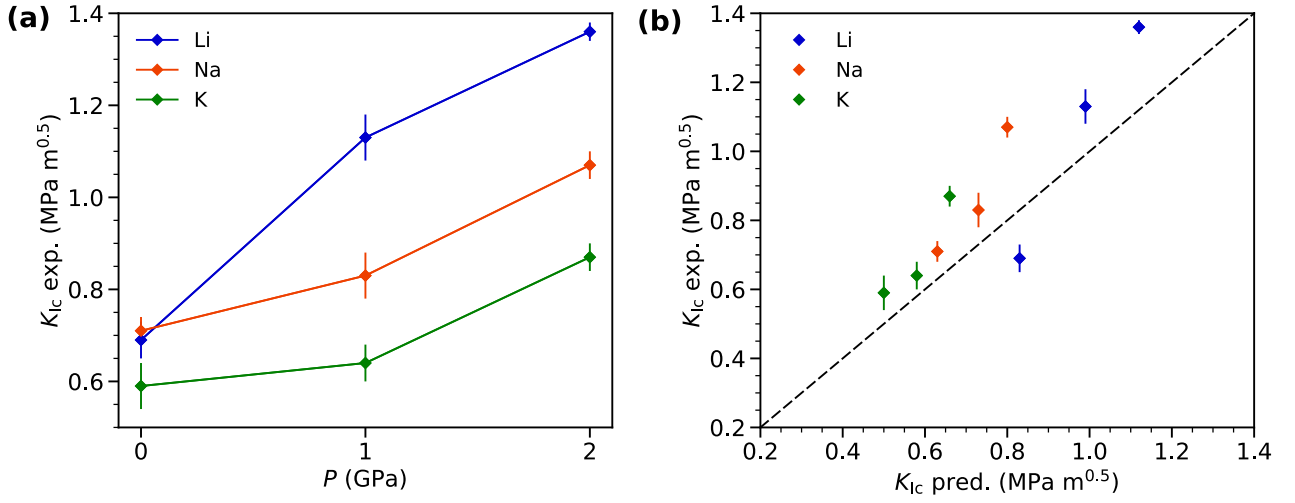 (a)
1.4
1.2
1.0
0.8
0.6
K_Ic exp. (MPa m^0.5)
Li
Na
K
0 1 2
P (GPa)
(b)
1.4
1.2
1.0
0.8
0.6
0.4
0.2
K_Ic exp. (MPa m^0.5)
Li
Na
K
0.2 0.4 0.6 0.8 1.0 1.2 1.4
K_Ic pred. (MPa m^0.5)